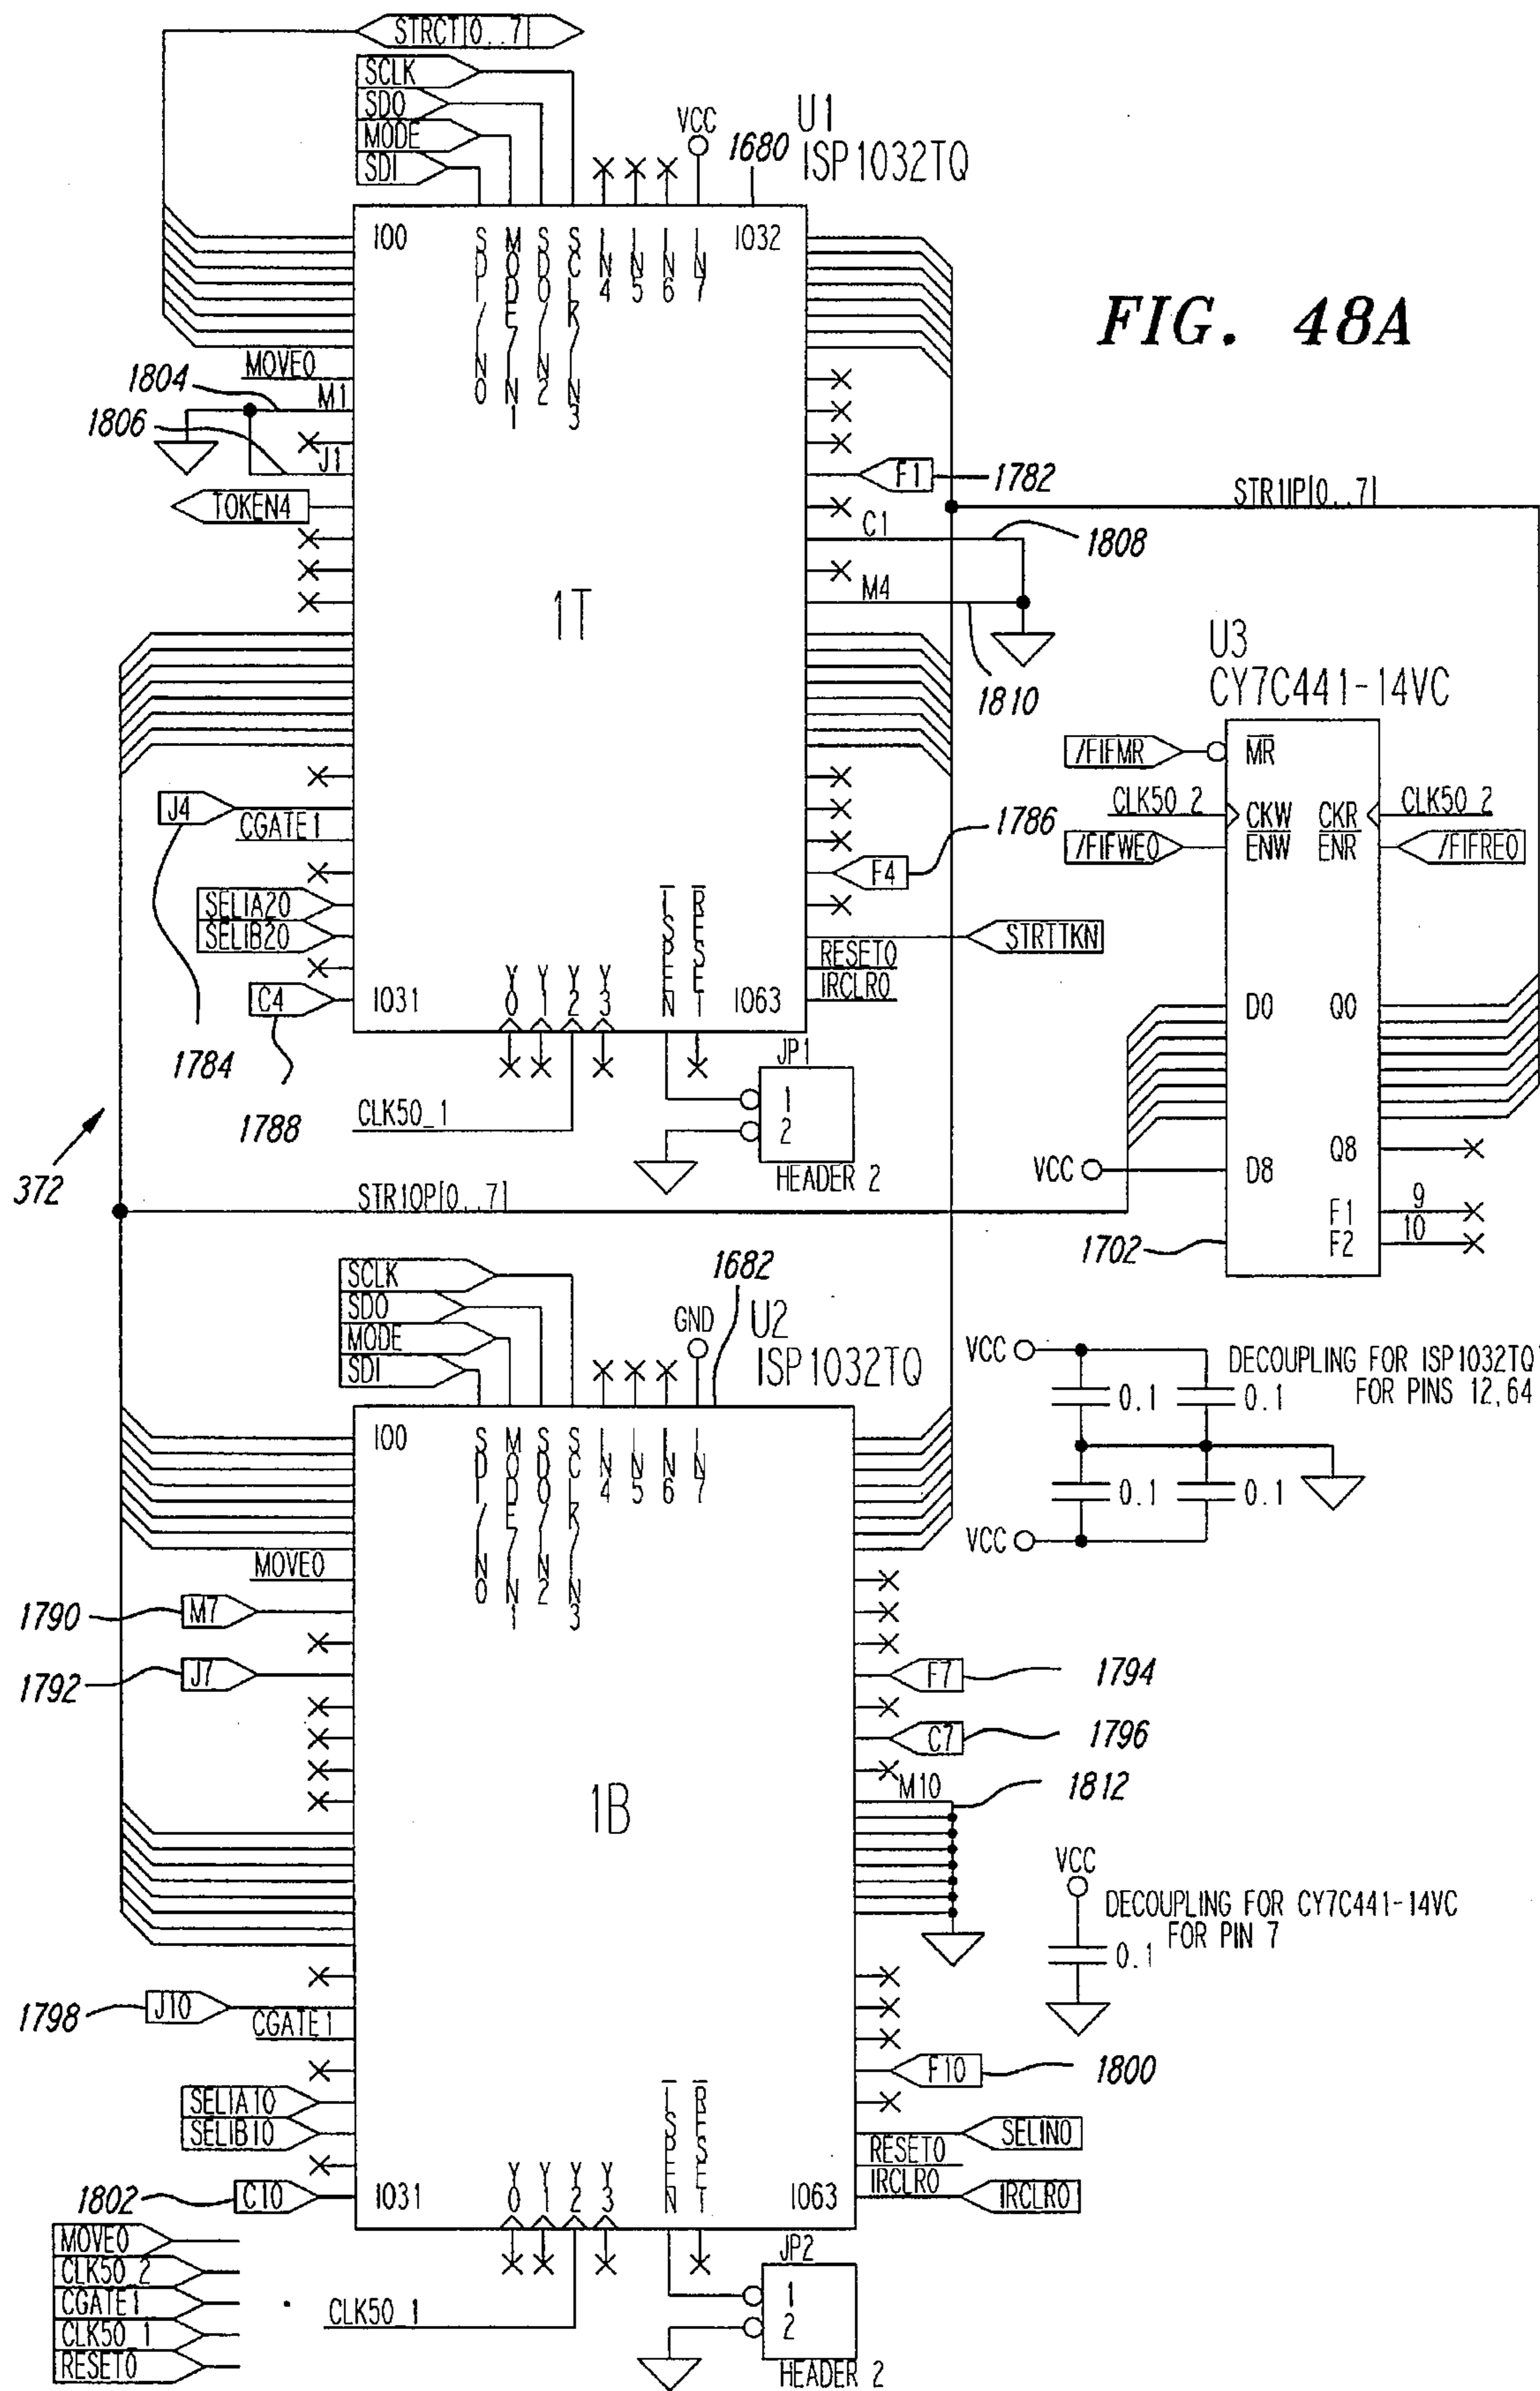 STRCT[0..7]
SCLK
SDO
MODE
SDI
VCC
1680
U1
ISP1032TQ
IO0
SDI/IN0
MODE/IN1
SDO/IN2
SCLK/IN3
IN4
IN5
IN6
IN7
IO32
FIG. 48A
MOVE0
1804
M1
1806
J1
TOKEN4
F1
1782
STR1IP[0..7]
C1
1808
M4
1810
1T
U3
CY7C441-14VC
/FIFMR
MR
CLK50_2
CKW
CKR
CLK50_2
/FIFWE0
ENW
ENR
/FIFRE0
J4
CGATE1
1786
F4
SEL1A20
SEL1B20
STRTTKN
RESET0
IRCLR0
C4
IO31
Y0
Y1
Y2
Y3
ISPEN
RESET
IO63
D0
Q0
1784
1788
JP1
1
2
HEADER 2
CLK50_1
372
VCC
D8
Q8
F1
9
F2
10
1702
STR1OP[0..7]
SCLK
SDO
MODE
SDI
GND
1682
U2
ISP1032TQ
VCC
DECOUPLING FOR ISP1032TQ
FOR PINS 12,64
0.1
0.1
0.1
0.1
VCC
IO0
SDI/IN0
MODE/IN1
SDO/IN2
SCLK/IN3
IN4
IN5
IN6
IN7
MOVE0
1790
M7
1792
J7
F7
1794
C7
1796
M10
1812
1B
VCC
DECOUPLING FOR CY7C441-14VC
FOR PIN 7
0.1
1798
J10
CGATE1
F10
1800
SEL1A10
SEL1B10
SELIN0
RESET0
IRCLR0
IRCLR0
1802
C10
IO31
Y0
Y1
Y2
Y3
ISPEN
RESET
IO63
MOVE0
CLK50_2
CGATE1
CLK50_1
RESET0
CLK50_1
JP2
1
2
HEADER 2